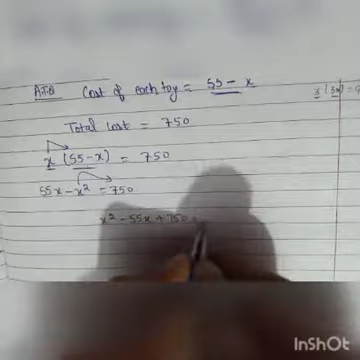 A.T.Q Cost of each toy = 55 - x
Total cost = 750
x (55 - x) = 750
55x - x² = 750
x² - 55x + 750 =
InShOt